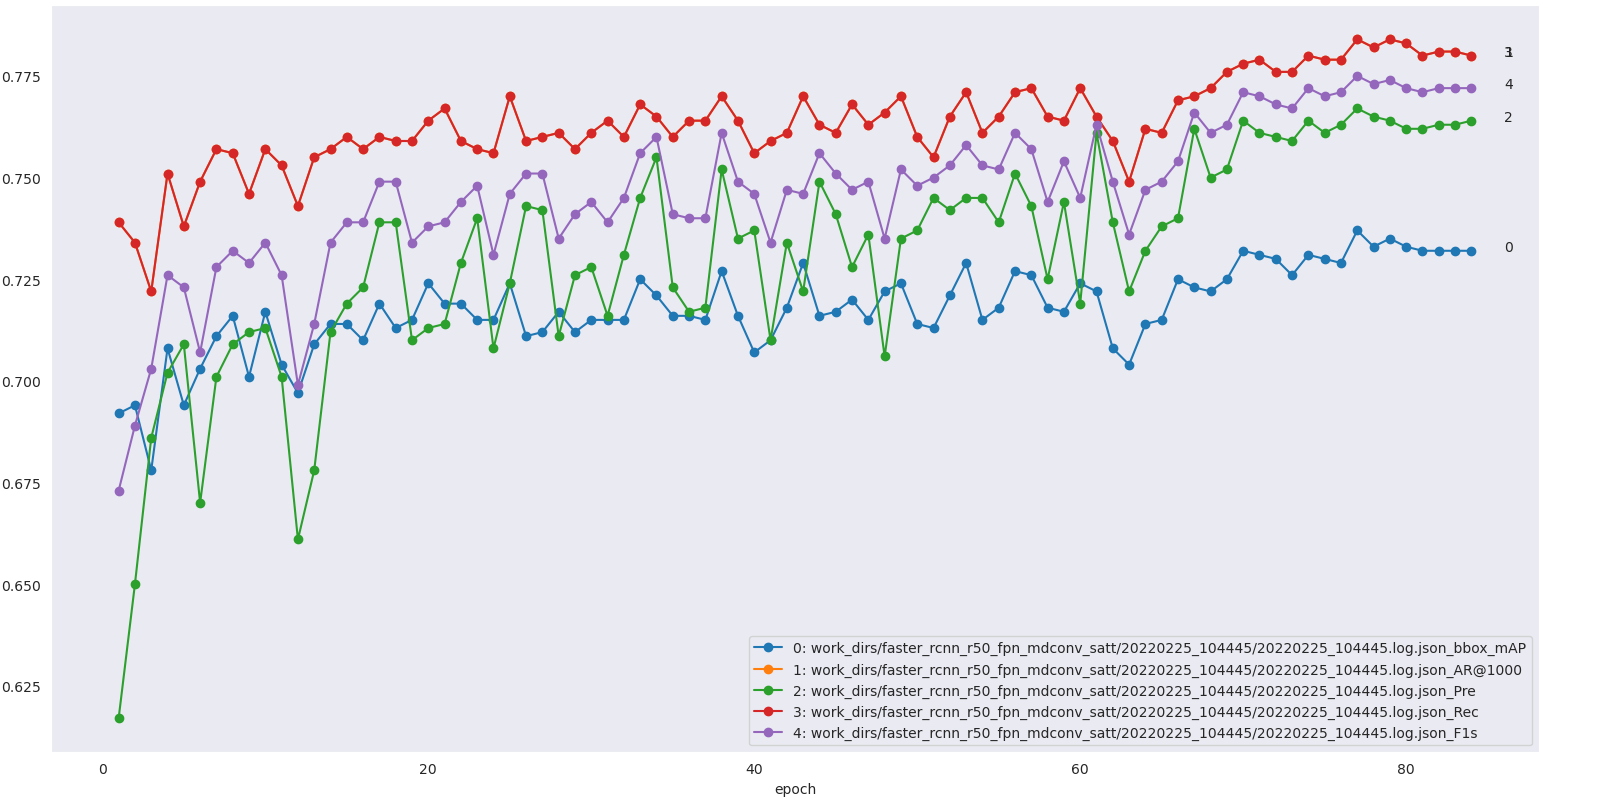 0.775
0.750
0.725
0.700
0.675
0.650
0.625
4
2
0
0: work_dirs/faster_rcnn_r50_fpn_mdconv_satt/20220225_104445/20220225_104445.log.json_bbox_mAP
1: work_dirs/faster_rcnn_r50_fpn_mdconv_satt/20220225_104445/20220225_104445.log.json_AR@1000
2: work_dirs/faster_rcnn_r50_fpn_mdconv_satt/20220225_104445/20220225_104445.log.json_Pre
3: work_dirs/faster_rcnn_r50_fpn_mdconv_satt/20220225_104445/20220225_104445.log.json_Rec
4: work_dirs/faster_rcnn_r50_fpn_mdconv_satt/20220225_104445/20220225_104445.log.json_F1s
0 20 40 60 80
epoch